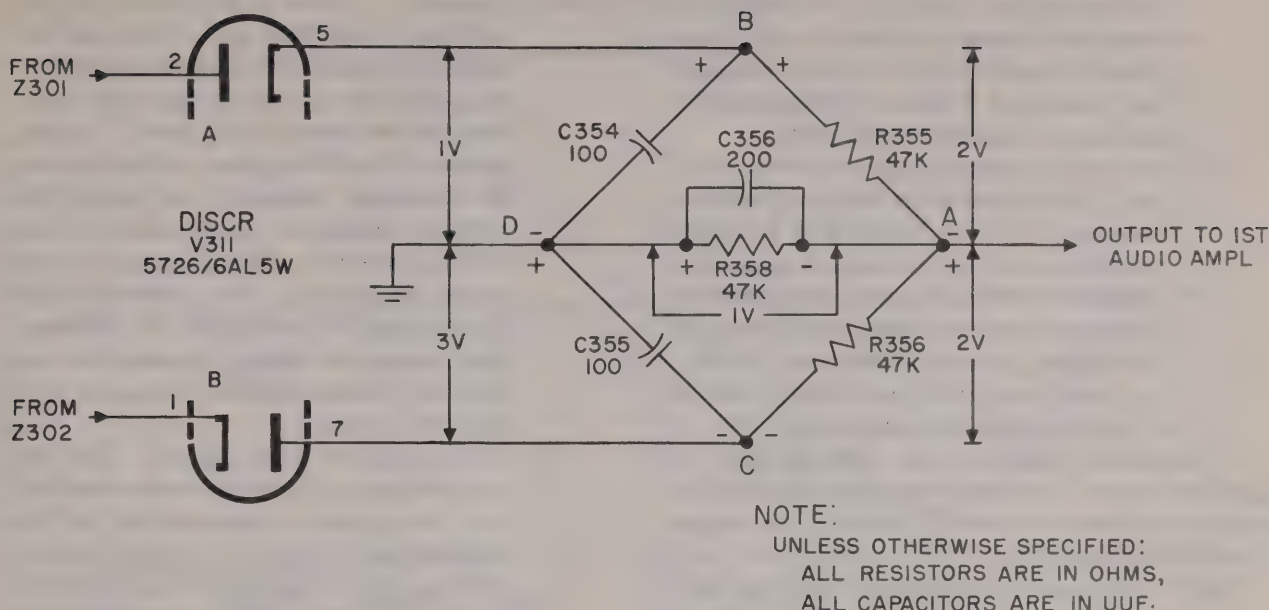 FROM
Z301
2
5
A
DISCR
V311
5726/6AL5W
FROM
Z302
1
B
7
1V
3V
B
+ +
C354
100
C356
200
R355
47K
2V
D - +
+ -
R358
47K
1V
A - +
OUTPUT TO 1ST
AUDIO AMPL
C355
100
R356
47K
2V
- -
C
NOTE:
UNLESS OTHERWISE SPECIFIED:
ALL RESISTORS ARE IN OHMS,
ALL CAPACITORS ARE IN UUF.